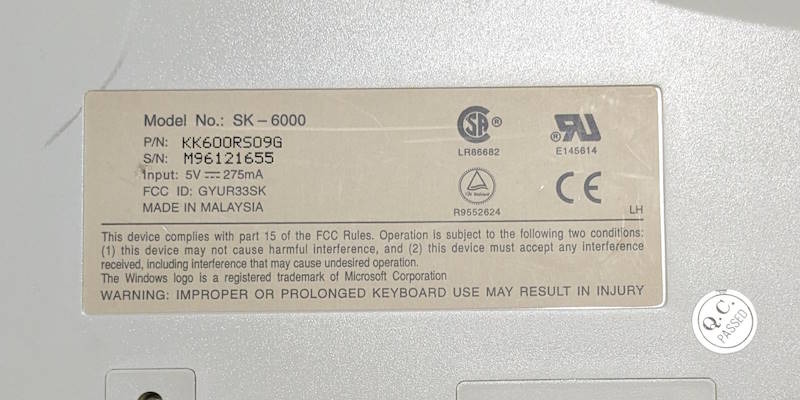 Model No.: SK-6000
P/N: KK600RS09G
S/N: M96121655
Input: 5V ⎓ 275mA
FCC ID: GYUR33SK
MADE IN MALAYSIA
SA ®
LR86682
® RU
E145614
R9552624
CE
LH
This device complies with part 15 of the FCC Rules. Operation is subject to the following two conditions:
(1) this device may not cause harmful interference, and (2) this device must accept any interference
received, including interference that may cause undesired operation.
The Windows logo is a registered trademark of Microsoft Corporation
WARNING: IMPROPER OR PROLONGED KEYBOARD USE MAY RESULT IN INJURY
Q.C.
PASSED